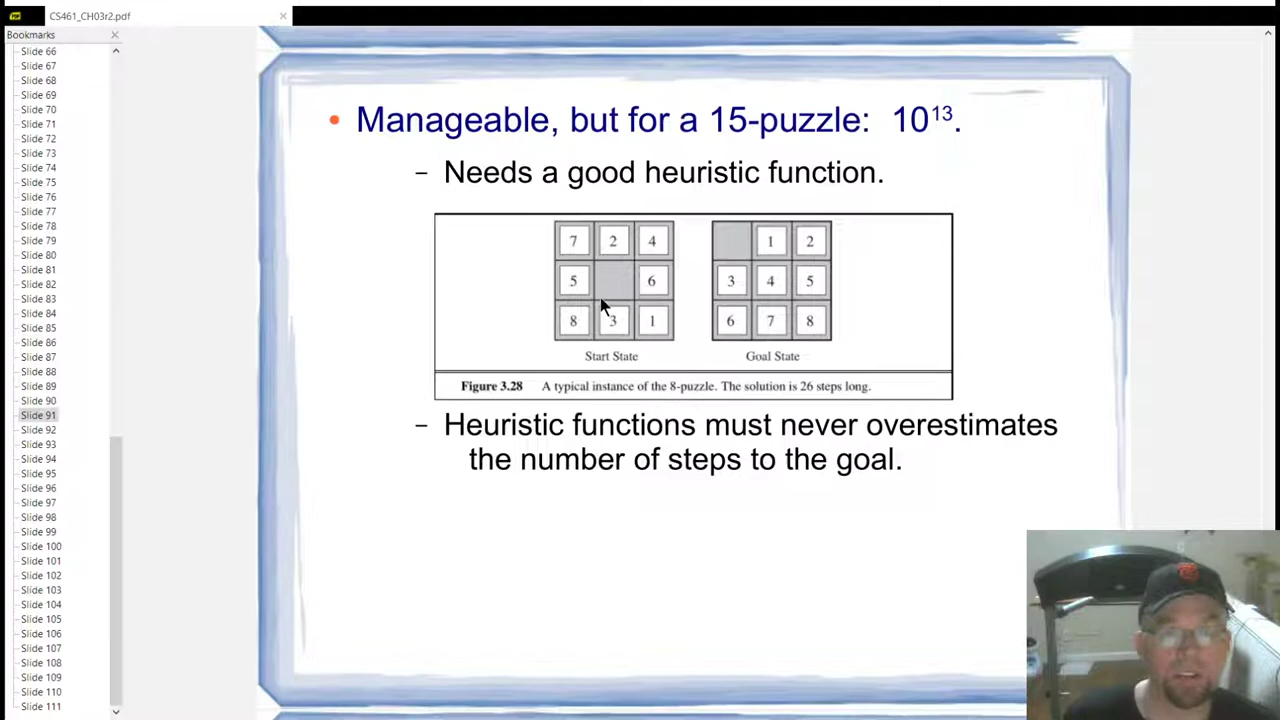 CS461_CH03r2.pdf
Bookmarks
Slide 66
Slide 67
Slide 68
Slide 69
Slide 70
Slide 71
Slide 72
Slide 73
Slide 74
Slide 75
Slide 76
Slide 77
Slide 78
Slide 79
Slide 80
Slide 81
Slide 82
Slide 83
Slide 84
Slide 85
Slide 86
Slide 87
Slide 88
Slide 89
Slide 90
Slide 91
Slide 92
Slide 93
Slide 94
Slide 95
Slide 96
Slide 97
Slide 98
Slide 99
Slide 100
Slide 101
Slide 102
Slide 103
Slide 104
Slide 105
Slide 106
Slide 107
Slide 108
Slide 109
Slide 110
Slide 111
• Manageable, but for a 15-puzzle: 10¹³.
– Needs a good heuristic function.
7 2 4
5 6
8 3 1
Start State
1 2
3 4 5
6 7 8
Goal State
Figure 3.28 A typical instance of the 8-puzzle. The solution is 26 steps long.
– Heuristic functions must never overestimates
the number of steps to the goal.